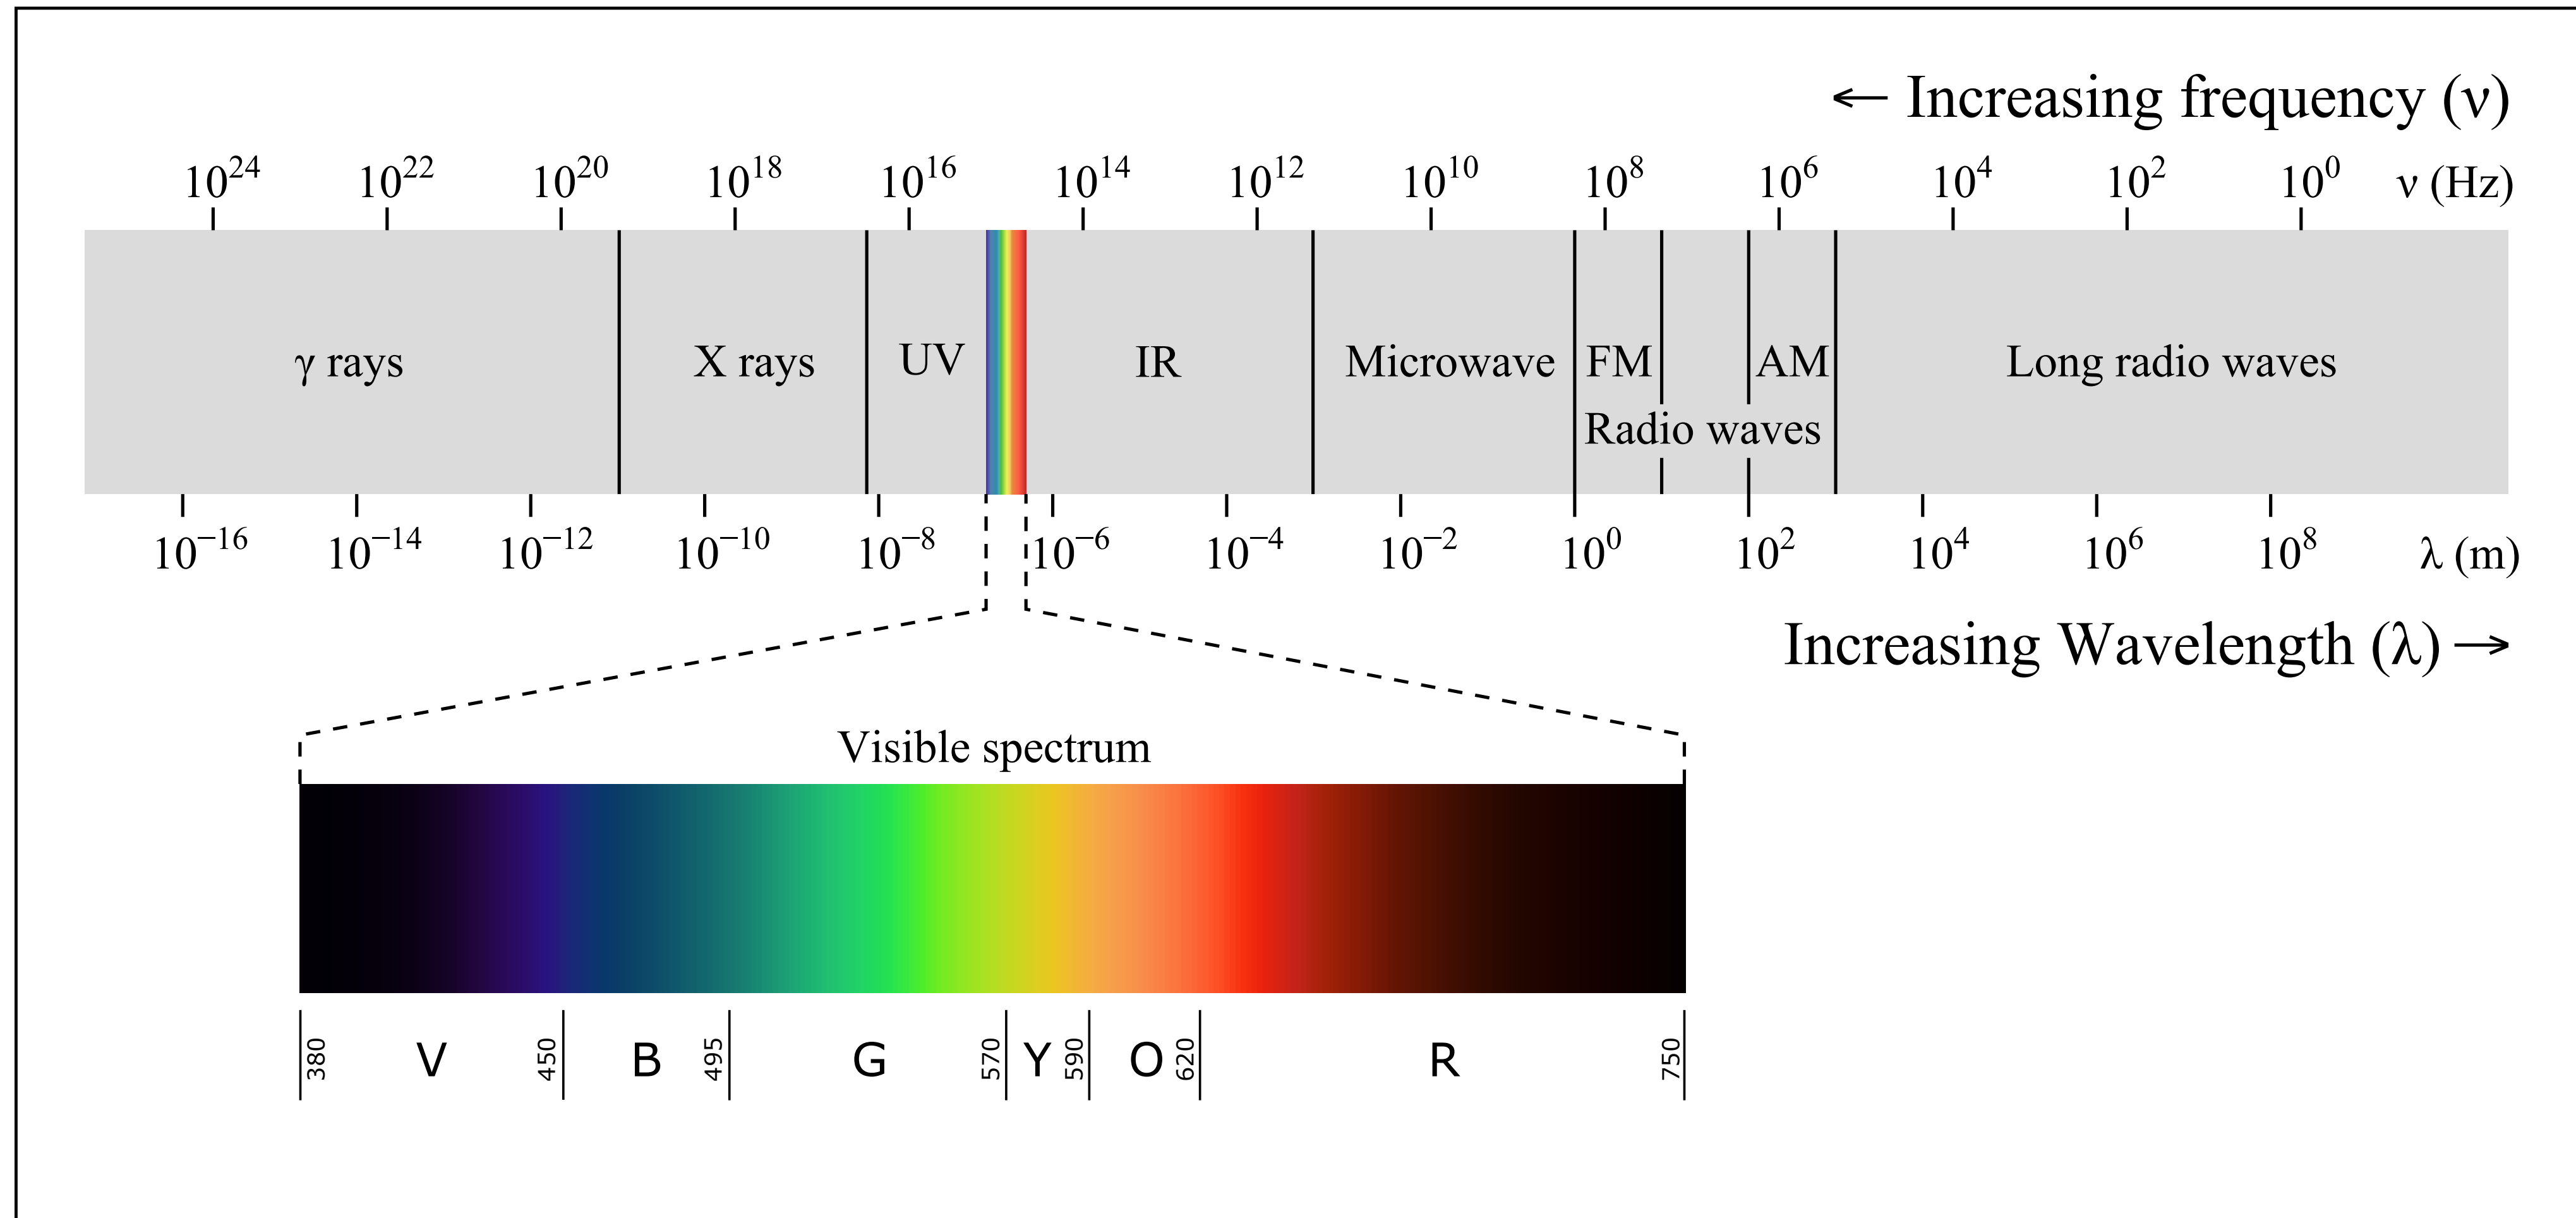 ← Increasing frequency (ν)
10²⁴ 10²² 10²⁰ 10¹⁸ 10¹⁶ 10¹⁴ 10¹² 10¹⁰ 10⁸ 10⁶ 10⁴ 10² 10⁰ ν (Hz)
γ rays X rays UV IR Microwave FM AM Long radio waves
Radio waves
10⁻¹⁶ 10⁻¹⁴ 10⁻¹² 10⁻¹⁰ 10⁻⁸ 10⁻⁶ 10⁻⁴ 10⁻² 10⁰ 10² 10⁴ 10⁶ 10⁸ λ (m)
Increasing Wavelength (λ) →
Visible spectrum
380 V 450 B 495 G 570 Y 590 O 620 R 750